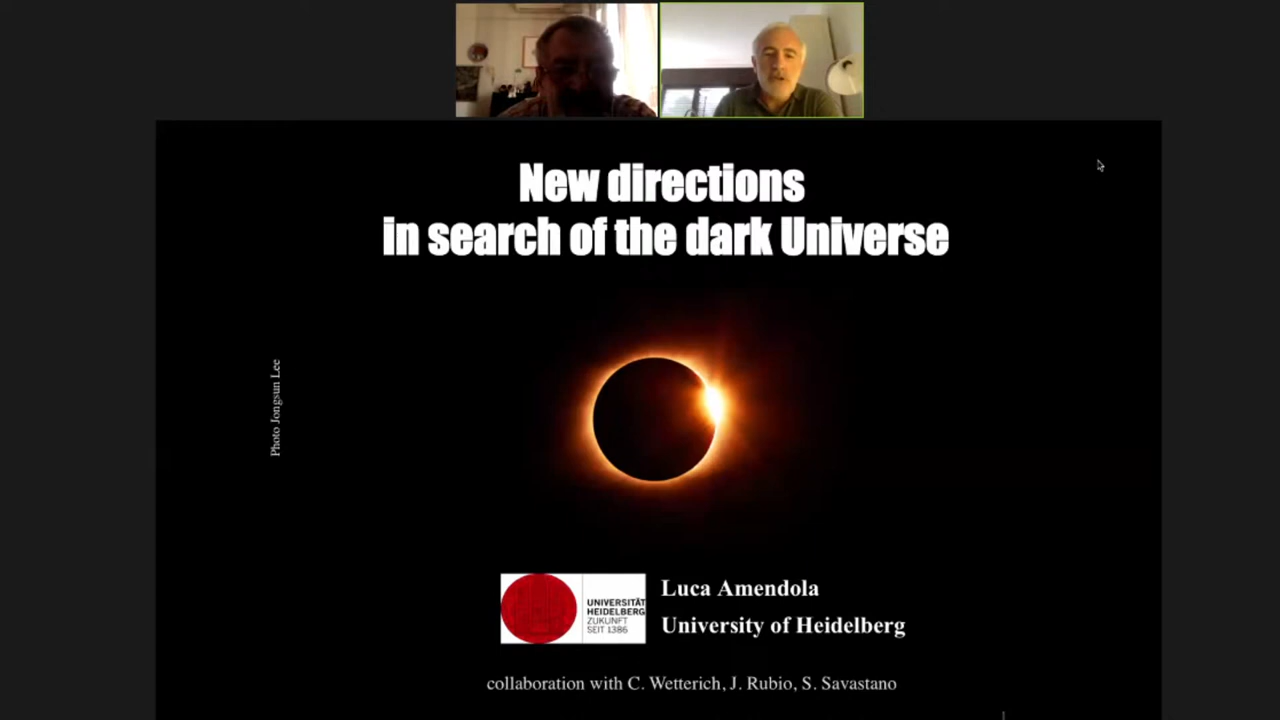 New directions
in search of the dark Universe
Photo Jongsun Lee
UNIVERSITÄT
HEIDELBERG
ZUKUNFT
SEIT 1386
Luca Amendola
University of Heidelberg
collaboration with C. Wetterich, J. Rubio, S. Savastano